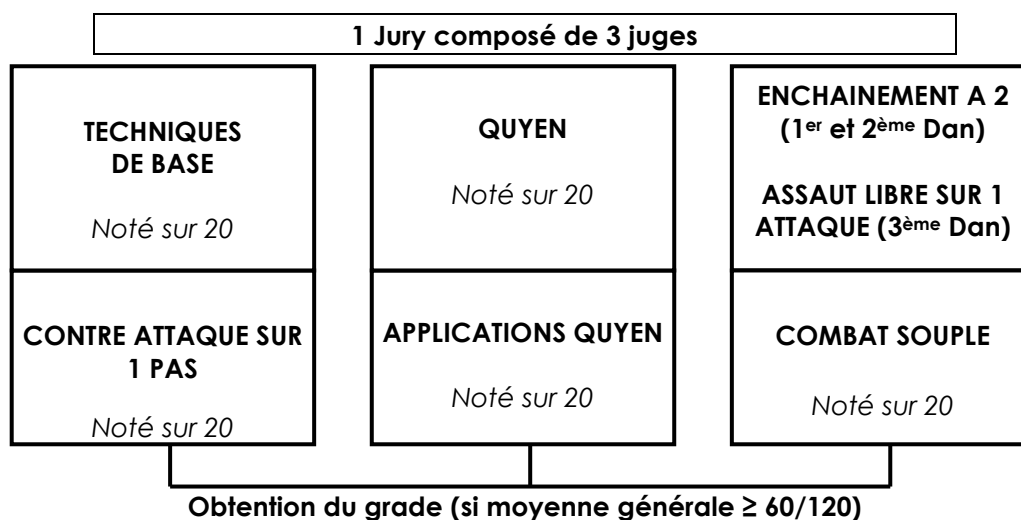 1 Jury composé de 3 juges
TECHNIQUES
DE BASE
Noté sur 20
QUYEN
Noté sur 20
ENCHAINEMENT A 2
(1er et 2ème Dan)
ASSAUT LIBRE SUR 1
ATTAQUE (3ème Dan)
CONTRE ATTAQUE SUR
1 PAS
Noté sur 20
APPLICATIONS QUYEN
Noté sur 20
COMBAT SOUPLE
Noté sur 20
Obtention du grade (si moyenne générale ≥ 60/120)